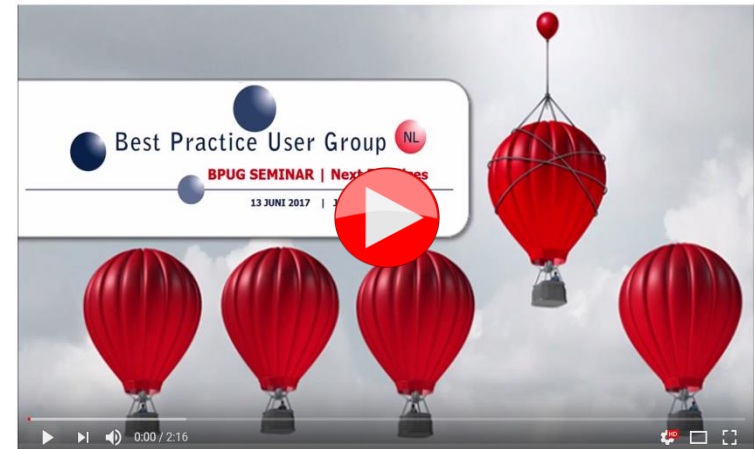 Best Practice User Group NL
BPUG SEMINAR | Next
13 JUNI 2017 |
0:00 / 2:16 HD